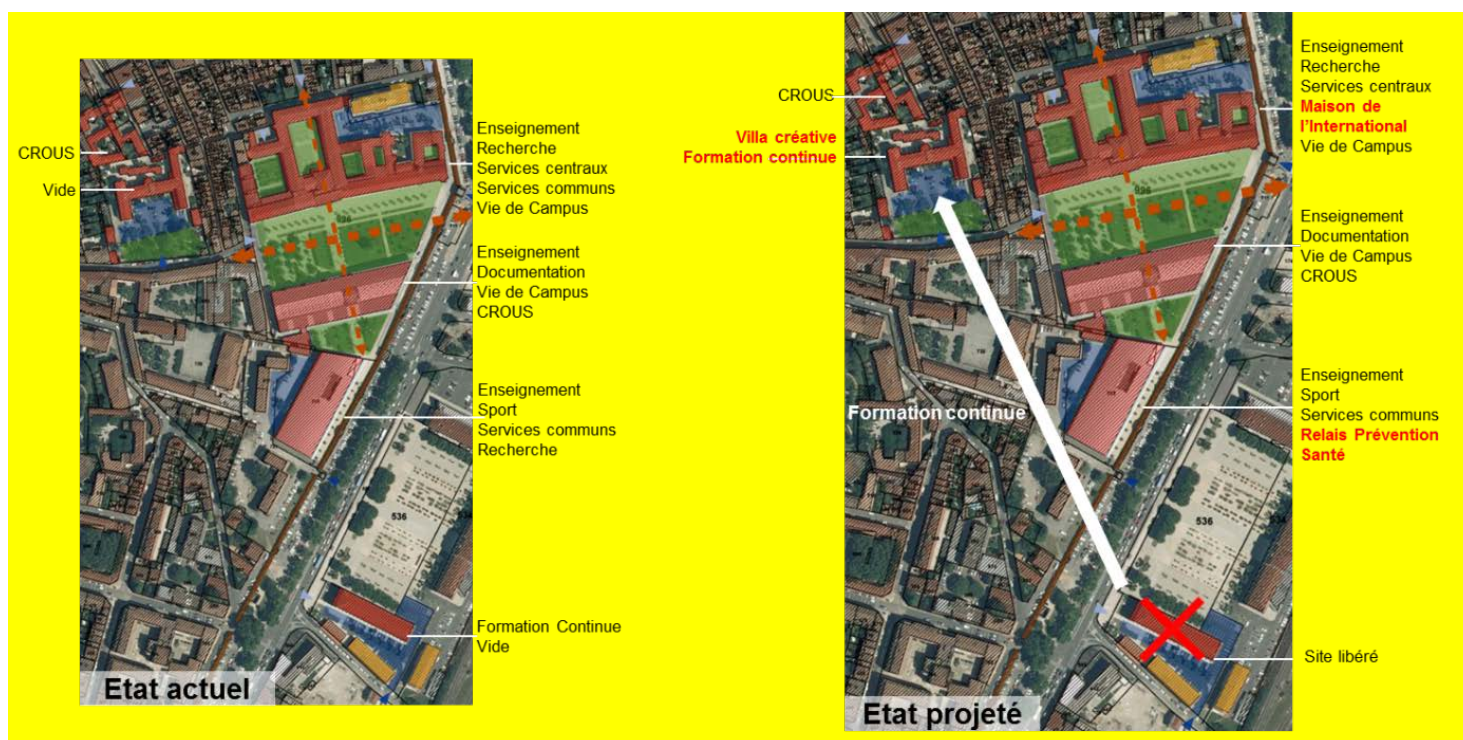 CROUS
Vide
Enseignement
Recherche
Services centraux
Services communs
Vie de Campus
Enseignement
Documentation
Vie de Campus
CROUS
Enseignement
Sport
Services communs
Recherche
Formation Continue
Vide
536
Etat actuel
CROUS
Villa créative
Formation continue
Enseignement
Recherche
Services centraux
Maison de
l'International
Vie de Campus
996
Enseignement
Documentation
Vie de Campus
CROUS
Enseignement
Sport
Services communs
Relais Prévention
Santé
Formation continue
536
Site libéré
Etat projeté